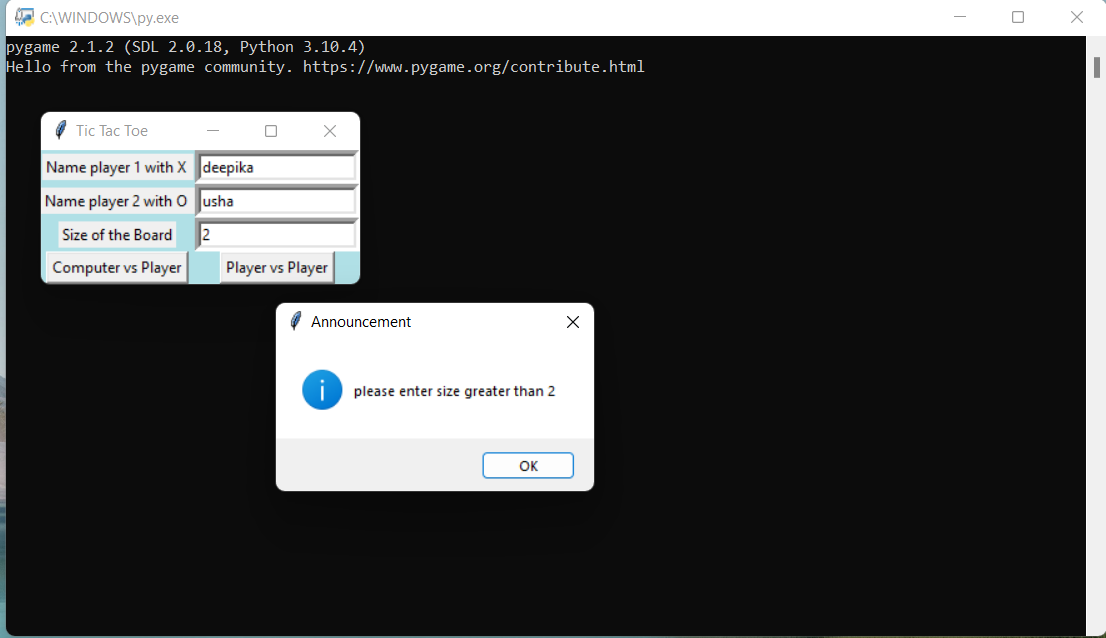 C:\WINDOWS\py.exe
pygame 2.1.2 (SDL 2.0.18, Python 3.10.4)
Hello from the pygame community. https://www.pygame.org/contribute.html
Tic Tac Toe
Name player 1 with X deepika
Name player 2 with O usha
Size of the Board 2
Computer vs Player Player vs Player
Announcement
please enter size greater than 2
OK